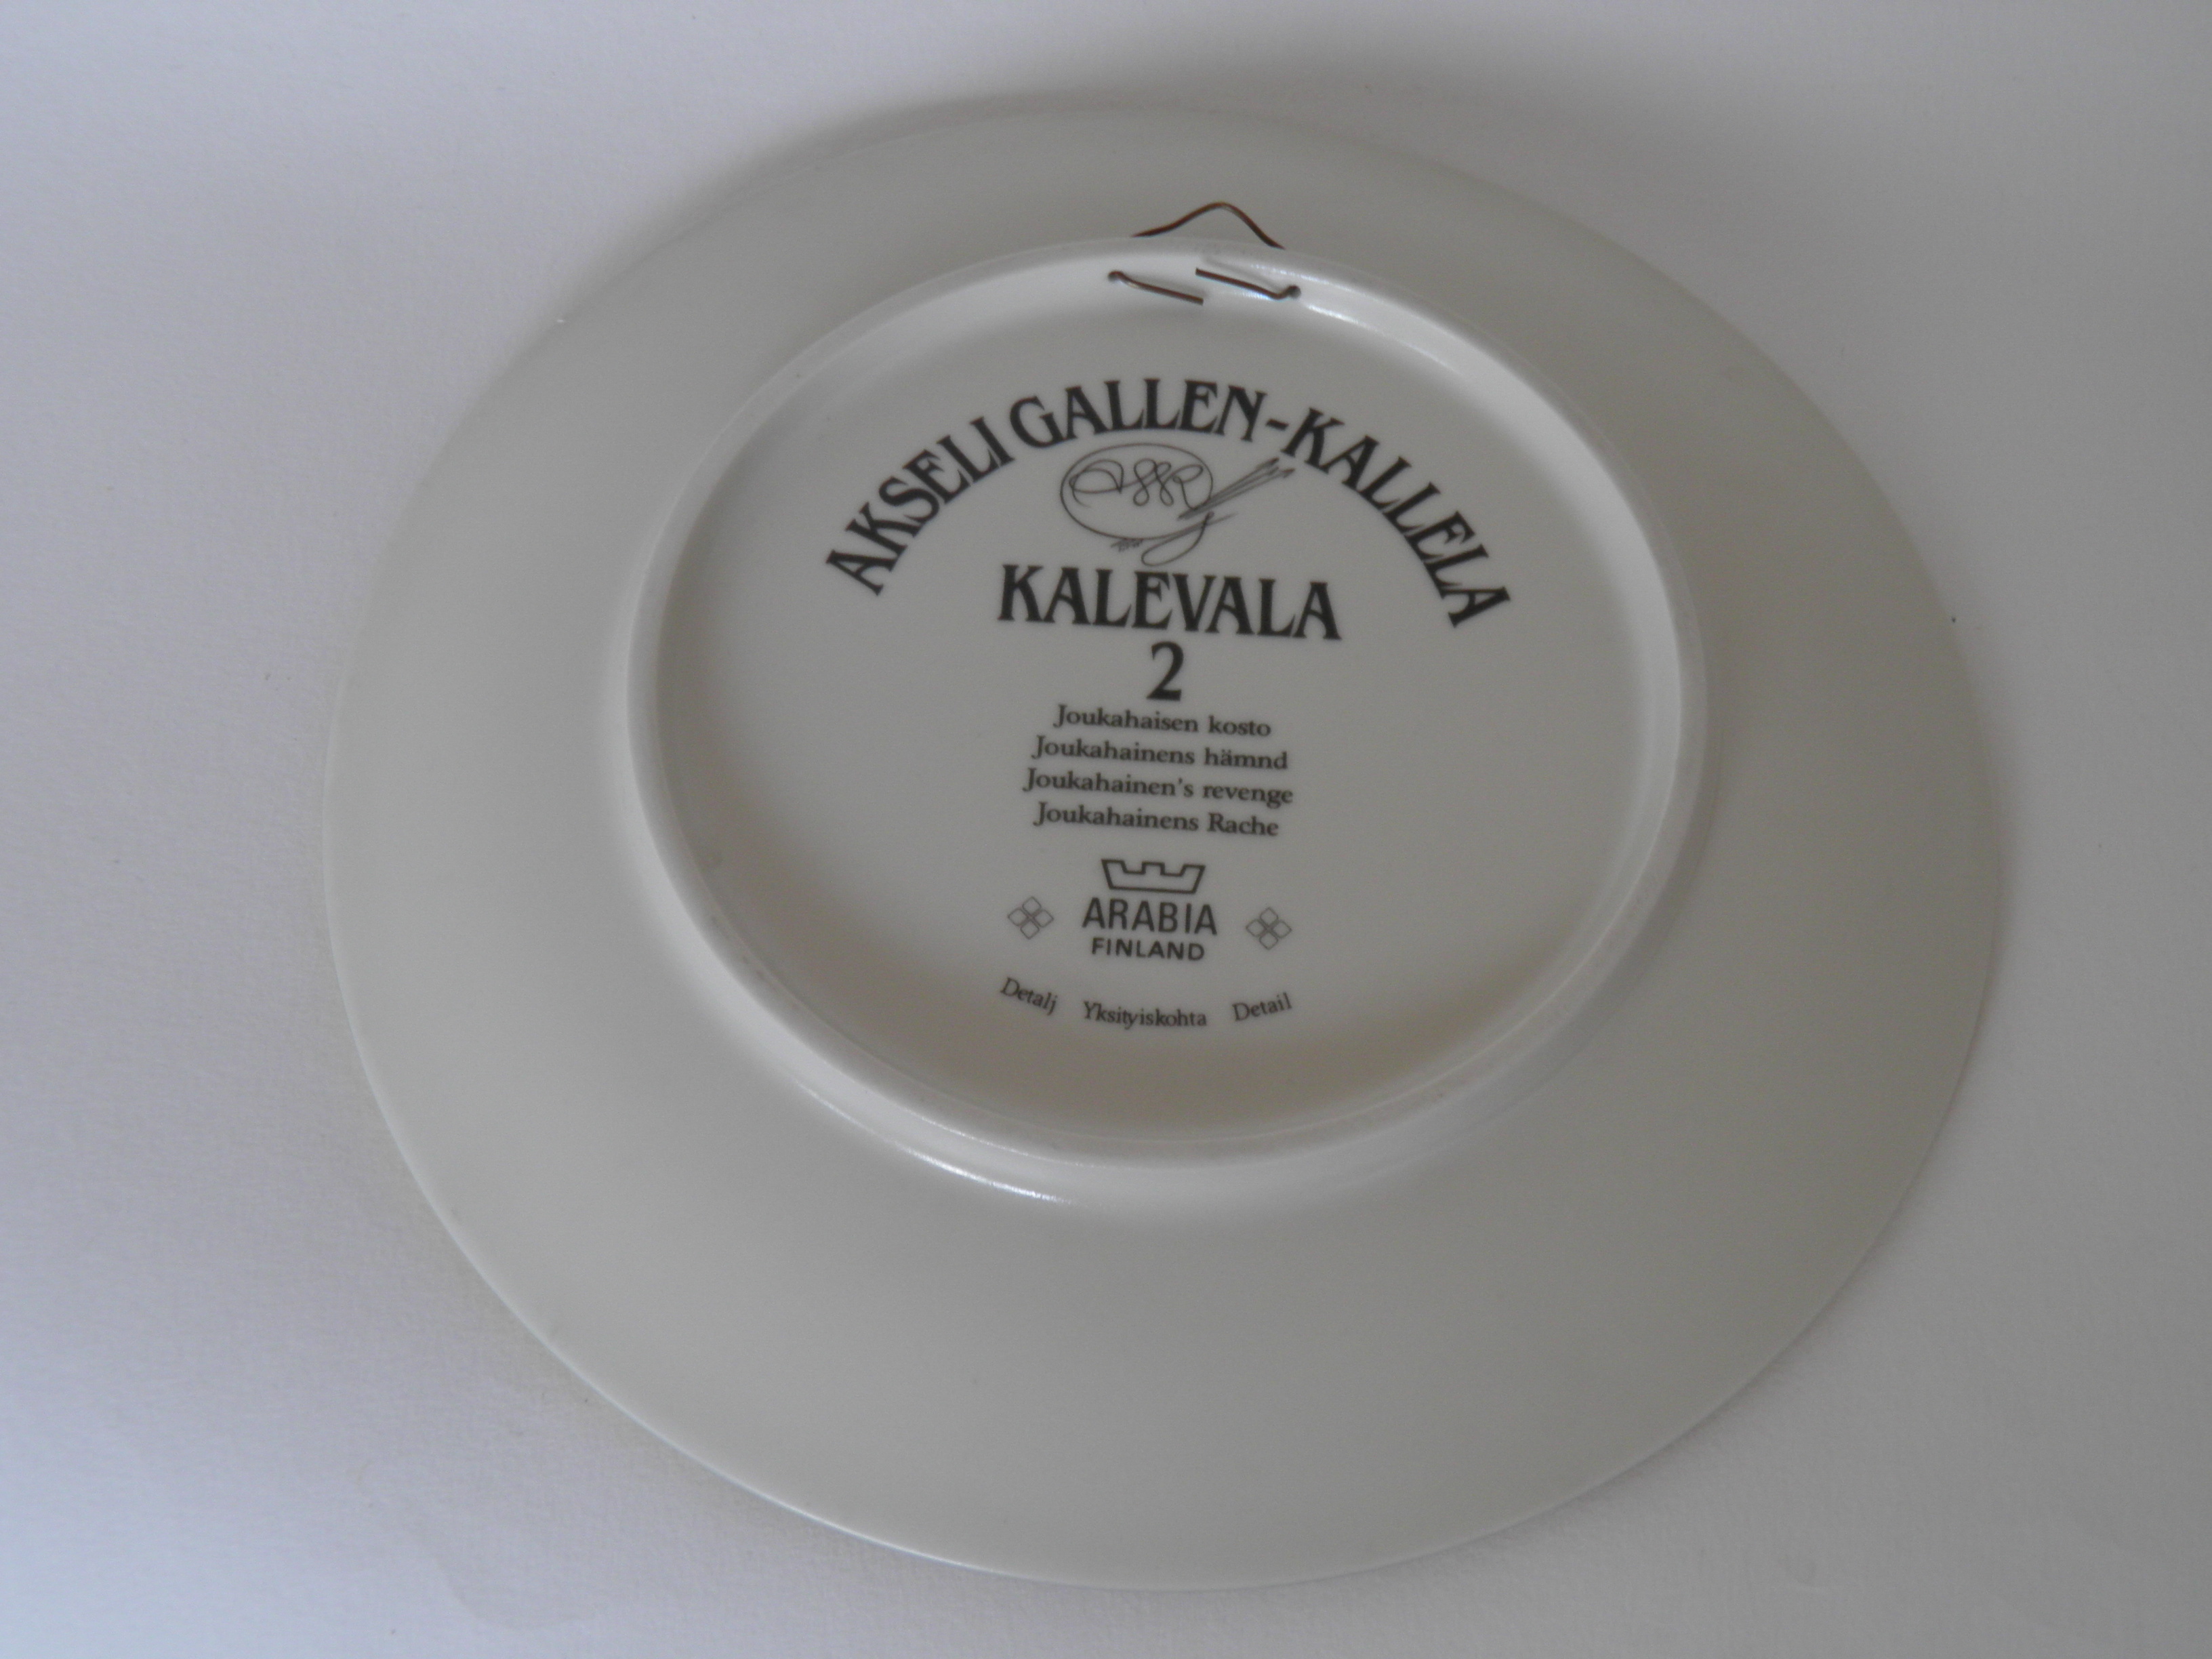 AKSELI GALLEN-KALLELA
KALEVALA
2
Joukahaisen kosto
Joukahainens hämnd
Joukahainen's revenge
Joukahainens Rache
ARABIA
FINLAND
Detalj Yksityiskohta Detail